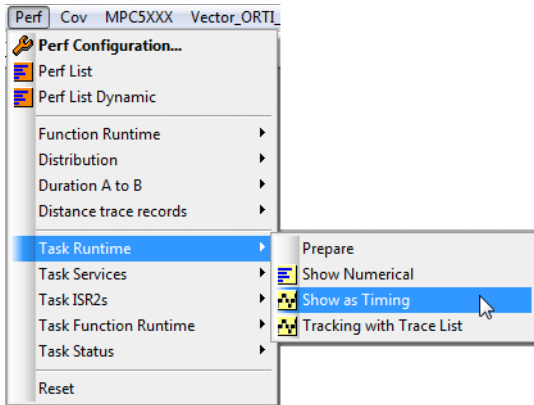 Perf Cov MPC5XXX Vector_ORTI_
Perf Configuration...
Perf List
Perf List Dynamic
Function Runtime
Distribution
Duration A to B
Distance trace records
Task Runtime
Prepare
Task Services
Show Numerical
Task ISR2s
Show as Timing
Task Function Runtime
Tracking with Trace List
Task Status
Reset